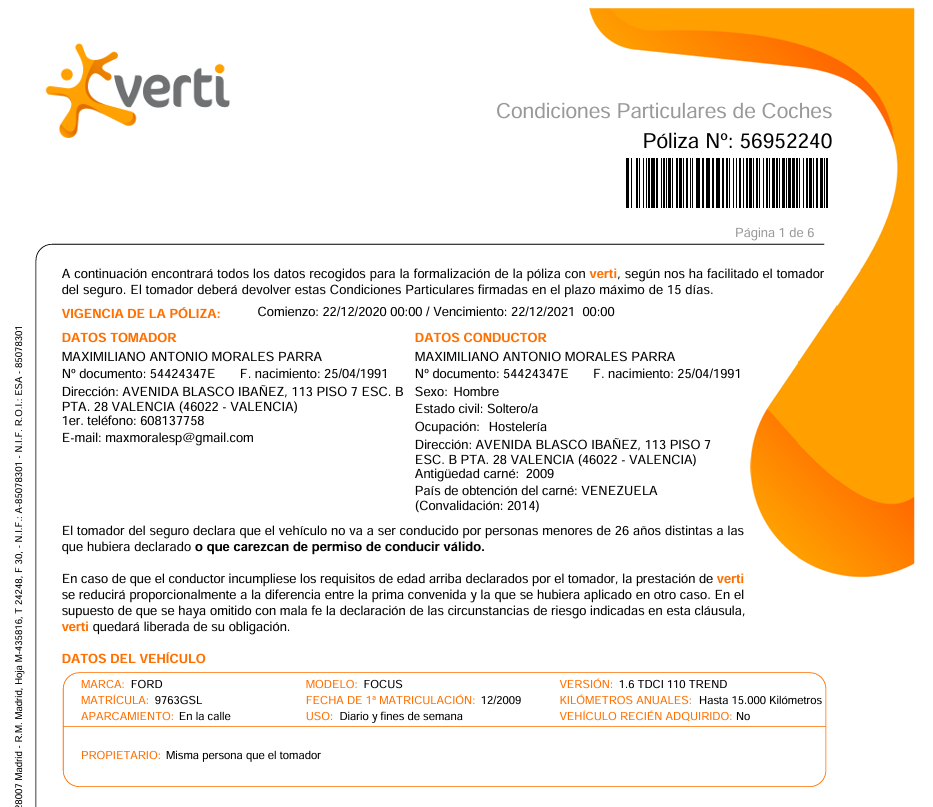 verti
Condiciones Particulares de Coches
Póliza Nº: 56952240
Página 1 de 6
A continuación encontrará todos los datos recogidos para la formalización de la póliza con verti, según nos ha facilitado el tomador
del seguro. El tomador deberá devolver estas Condiciones Particulares firmadas en el plazo máximo de 15 días.
VIGENCIA DE LA PÓLIZA: Comienzo: 22/12/2020 00:00 / Vencimiento: 22/12/2021 00:00
DATOS TOMADOR
MAXIMILIANO ANTONIO MORALES PARRA
Nº documento: 54424347E F. nacimiento: 25/04/1991
Dirección: AVENIDA BLASCO IBAÑEZ, 113 PISO 7 ESC. B
PTA. 28 VALENCIA (46022 - VALENCIA)
1er. teléfono: 608137758
E-mail: maxmoralesp@gmail.com
DATOS CONDUCTOR
MAXIMILIANO ANTONIO MORALES PARRA
Nº documento: 54424347E F. nacimiento: 25/04/1991
Sexo: Hombre
Estado civil: Soltero/a
Ocupación: Hostelería
Dirección: AVENIDA BLASCO IBAÑEZ, 113 PISO 7
ESC. B PTA. 28 VALENCIA (46022 - VALENCIA)
Antigüedad carné: 2009
País de obtención del carné: VENEZUELA
(Convalidación: 2014)
El tomador del seguro declara que el vehículo no va a ser conducido por personas menores de 26 años distintas a las
que hubiera declarado o que carezcan de permiso de conducir válido.
En caso de que el conductor incumpliese los requisitos de edad arriba declarados por el tomador, la prestación de verti
se reducirá proporcionalmente a la diferencia entre la prima convenida y la que se hubiera aplicado en otro caso. En el
supuesto de que se haya omitido con mala fe la declaración de las circunstancias de riesgo indicadas en esta cláusula,
verti quedará liberada de su obligación.
DATOS DEL VEHÍCULO
MARCA: FORD MODELO: FOCUS VERSIÓN: 1.6 TDCI 110 TREND
MATRÍCULA: 9763GSL FECHA DE 1ª MATRICULACIÓN: 12/2009 KILÓMETROS ANUALES: Hasta 15.000 Kilómetros
APARCAMIENTO: En la calle USO: Diario y fines de semana VEHÍCULO RECIÉN ADQUIRIDO: No
PROPIETARIO: Misma persona que el tomador
28007 Madrid - R.M. Madrid, Hoja M-435816, T 24248, F 30, - N.I.F.: A-85078301 - N.I.F. R.O.I.: ESA - 85078301